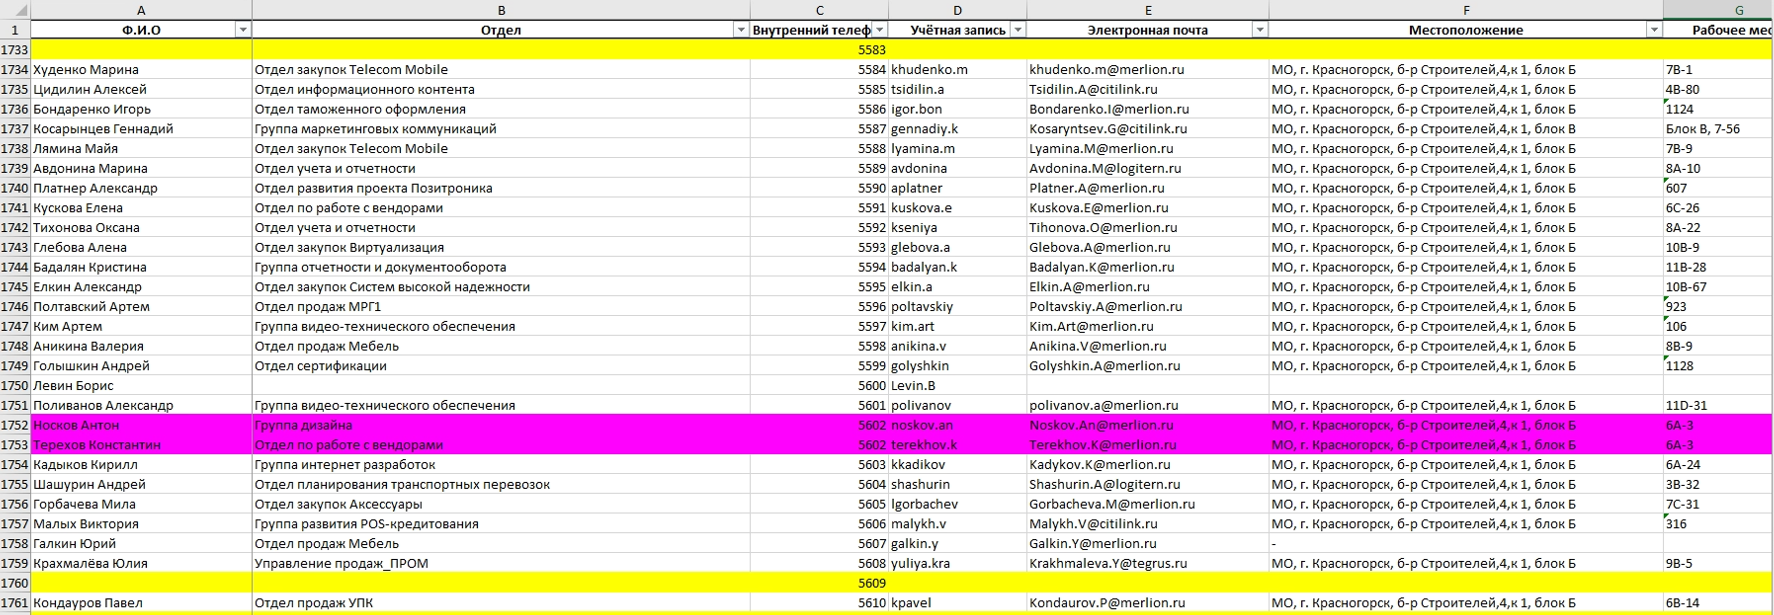 A B C D E F G
1 Ф.И.О Отдел Внутренний телеф Учётная запись Электронная почта Местоположение Рабочее мес
1733 5583
1734 Худенко Марина Отдел закупок Telecom Mobile 5584 khudenko.m khudenko.m@merlion.ru МО, г. Красногорск, б-р Строителей,4,к 1, блок Б 7В-1
1735 Цидилин Алексей Отдел информационного контента 5585 tsidilin.a Tsidilin.A@citilink.ru МО, г. Красногорск, б-р Строителей,4,к 1, блок Б 4В-80
1736 Бондаренко Игорь Отдел таможенного оформления 5586 igor.bon Bondarenko.I@merlion.ru МО, г. Красногорск, б-р Строителей,4,к 1, блок Б 1124
1737 Косарынцев Геннадий Группа маркетинговых коммуникаций 5587 gennadiy.k Kosaryntsev.G@citilink.ru МО, г. Красногорск, б-р Строителей,4,к 1, блок В Блок В, 7-56
1738 Лямина Майя Отдел закупок Telecom Mobile 5588 lyamina.m Lyamina.M@merlion.ru МО, г. Красногорск, б-р Строителей,4,к 1, блок Б 7В-9
1739 Авдонина Марина Отдел учета и отчетности 5589 avdonina Avdonina.M@logitern.ru МО, г. Красногорск, б-р Строителей,4,к 1, блок Б 8А-10
1740 Платнер Александр Отдел развития проекта Позитроника 5590 aplatner Platner.A@merlion.ru МО, г. Красногорск, б-р Строителей,4,к 1, блок Б 607
1741 Кускова Елена Отдел по работе с вендорами 5591 kuskova.e Kuskova.E@merlion.ru МО, г. Красногорск, б-р Строителей,4,к 1, блок Б 6С-26
1742 Тихонова Оксана Отдел учета и отчетности 5592 kseniya Tihonova.O@merlion.ru МО, г. Красногорск, б-р Строителей,4,к 1, блок Б 8А-22
1743 Глебова Алена Отдел закупок Виртуализация 5593 glebova.a Glebova.A@merlion.ru МО, г. Красногорск, б-р Строителей,4,к 1, блок Б 10В-9
1744 Бадалян Кристина Группа отчетности и документооборота 5594 badalyan.k Badalyan.K@merlion.ru МО, г. Красногорск, б-р Строителей,4,к 1, блок Б 11В-28
1745 Елкин Александр Отдел закупок Систем высокой надежности 5595 elkin.a Elkin.A@merlion.ru МО, г. Красногорск, б-р Строителей,4,к 1, блок Б 10В-67
1746 Полтавский Артем Отдел продаж МРГ1 5596 poltavskiy Poltavskiy.A@merlion.ru МО, г. Красногорск, б-р Строителей,4,к 1, блок Б 923
1747 Ким Артем Группа видео-технического обеспечения 5597 kim.art Kim.Art@merlion.ru МО, г. Красногорск, б-р Строителей,4,к 1, блок Б 106
1748 Аникина Валерия Отдел продаж Мебель 5598 anikina.v Anikina.V@merlion.ru МО, г. Красногорск, б-р Строителей,4,к 1, блок Б 8В-9
1749 Голышкин Андрей Отдел сертификации 5599 golyshkin Golyshkin.A@merlion.ru МО, г. Красногорск, б-р Строителей,4,к 1, блок Б 1128
1750 Левин Борис 5600 Levin.B
1751 Поливанов Александр Группа видео-технического обеспечения 5601 polivanov polivanov.a@merlion.ru МО, г. Красногорск, б-р Строителей,4,к 1, блок Б 11D-31
1752 Носков Антон Группа дизайна 5602 noskov.an Noskov.An@merlion.ru МО, г. Красногорск, б-р Строителей,4,к 1, блок Б 6А-3
1753 Терехов Константин Отдел по работе с вендорами 5602 terekhov.k Terekhov.K@merlion.ru МО, г. Красногорск, б-р Строителей,4,к 1, блок Б 6А-3
1754 Кадыков Кирилл Группа интернет разработок 5603 kkadikov Kadykov.K@merlion.ru МО, г. Красногорск, б-р Строителей,4,к 1, блок Б 6А-24
1755 Шашурин Андрей Отдел планирования транспортных перевозок 5604 shashurin Shashurin.A@logitern.ru МО, г. Красногорск, б-р Строителей,4,к 1, блок Б 3В-32
1756 Горбачева Мила Отдел закупок Аксессуары 5605 lgorbachev Gorbacheva.M@merlion.ru МО, г. Красногорск, б-р Строителей,4,к 1, блок Б 7С-31
1757 Малых Виктория Группа развития POS-кредитования 5606 malykh.v Malykh.V@citilink.ru МО, г. Красногорск, б-р Строителей,4,к 1, блок Б 316
1758 Галкин Юрий Отдел продаж Мебель 5607 galkin.y Galkin.Y@merlion.ru -
1759 Крахмалёва Юлия Управление продаж_ПРОМ 5608 yuliya.kra Krakhmaleva.Y@tegrus.ru МО, г. Красногорск, б-р Строителей,4,к 1, блок Б 9В-5
1760 5609
1761 Кондауров Павел Отдел продаж УПК 5610 kpavel Kondaurov.P@merlion.ru МО, г. Красногорск, б-р Строителей,4,к 1, блок Б 6В-14